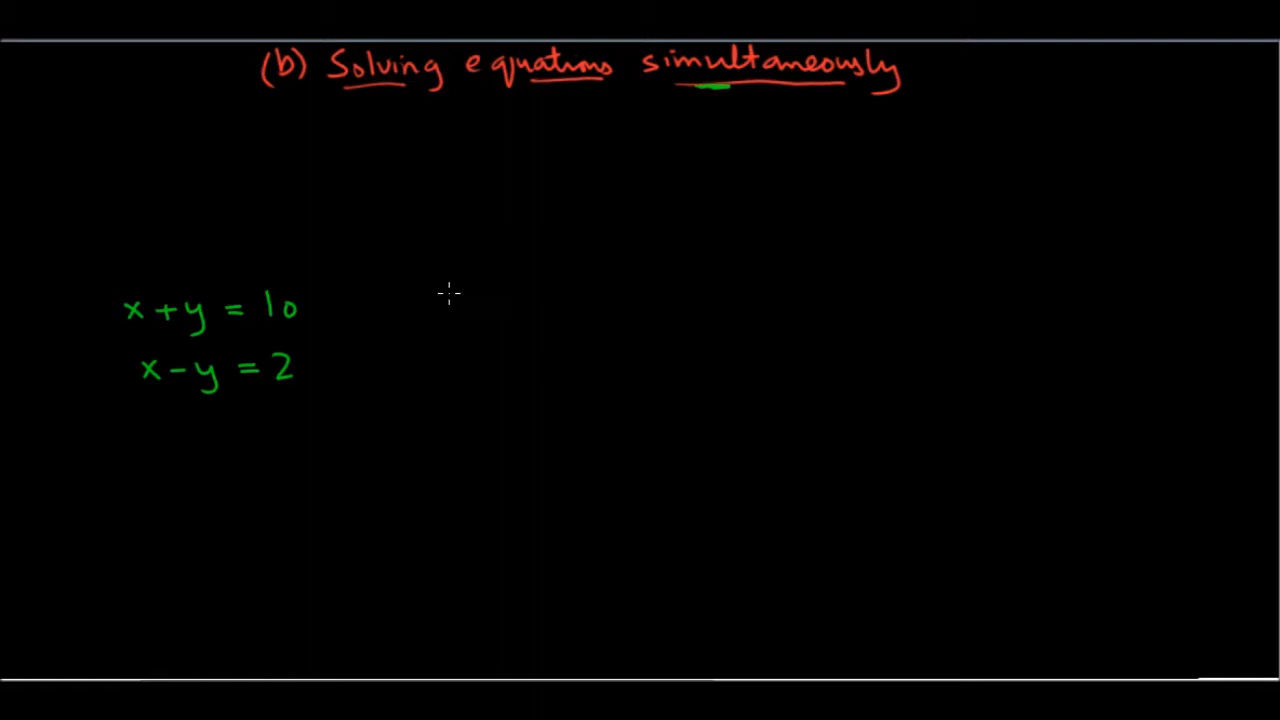 (b) Solving equations simultaneously
x + y = 10
x - y = 2